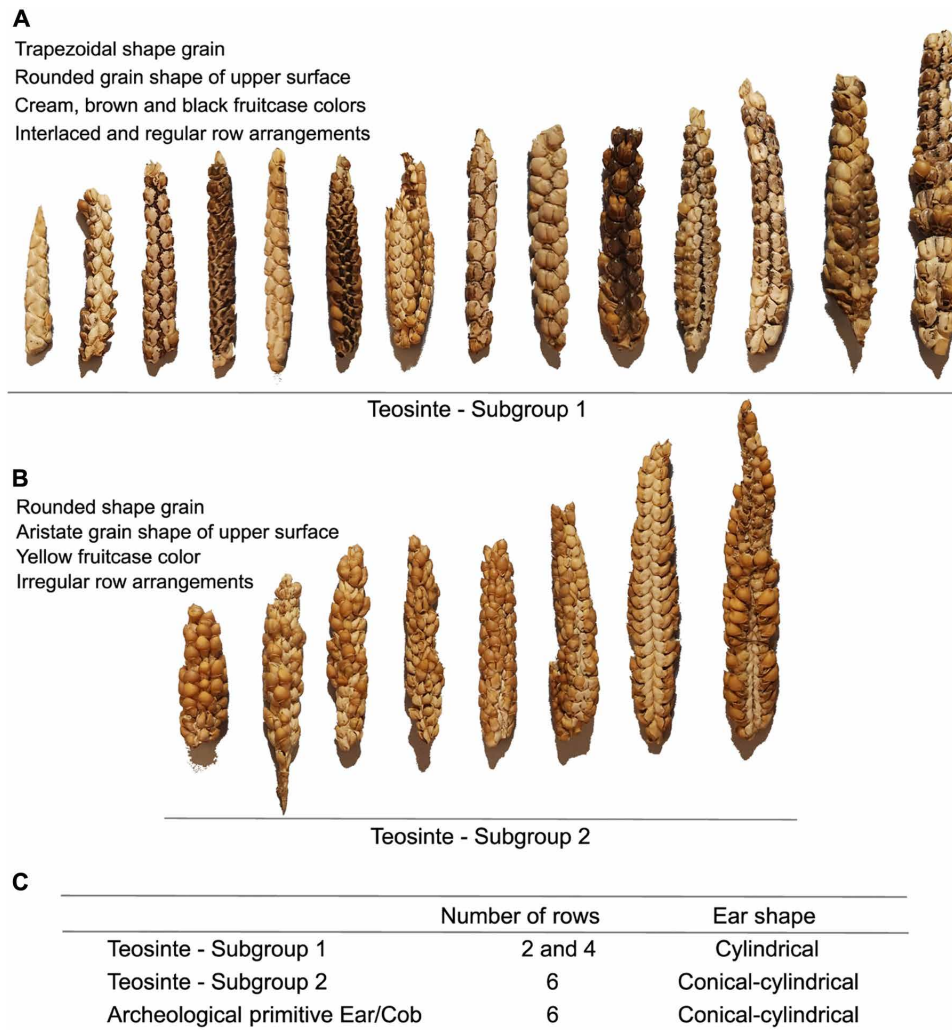 A
Trapezoidal shape grain
Rounded grain shape of upper surface
Cream, brown and black fruitcase colors
Interlaced and regular row arrangements
Teosinte - Subgroup 1
B
Rounded shape grain
Aristate grain shape of upper surface
Yellow fruitcase color
Irregular row arrangements
Teosinte - Subgroup 2
C
Number of rows Ear shape
Teosinte - Subgroup 1 2 and 4 Cylindrical
Teosinte - Subgroup 2 6 Conical-cylindrical
Archeological primitive Ear/Cob 6 Conical-cylindrical